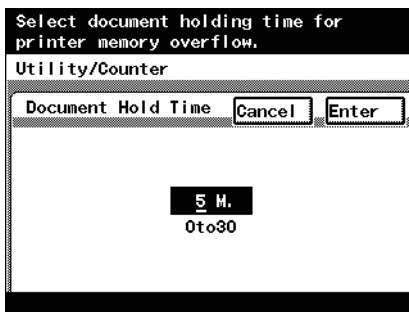 Select document holding time for
printer memory overflow.
Utility/Counter
Document Hold Time Cancel Enter
5 M.
0to30